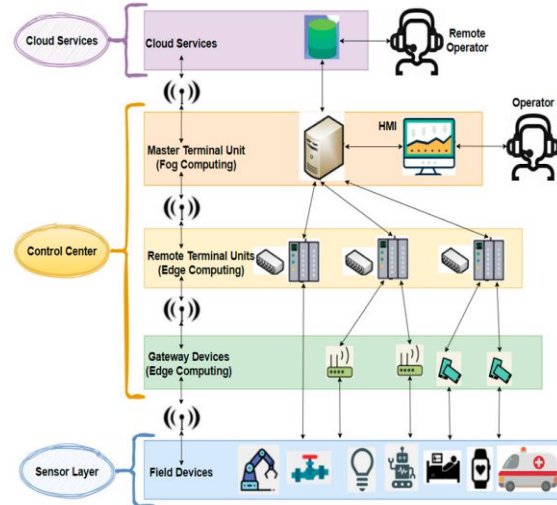 Cloud Services
Cloud Services
Remote
Operator
HMI
Operator
Master Terminal Unit
(Fog Computing)
Control Center
Remote Terminal Units
(Edge Computing)
Gateway Devices
(Edge Computing)
Sensor Layer
Field Devices